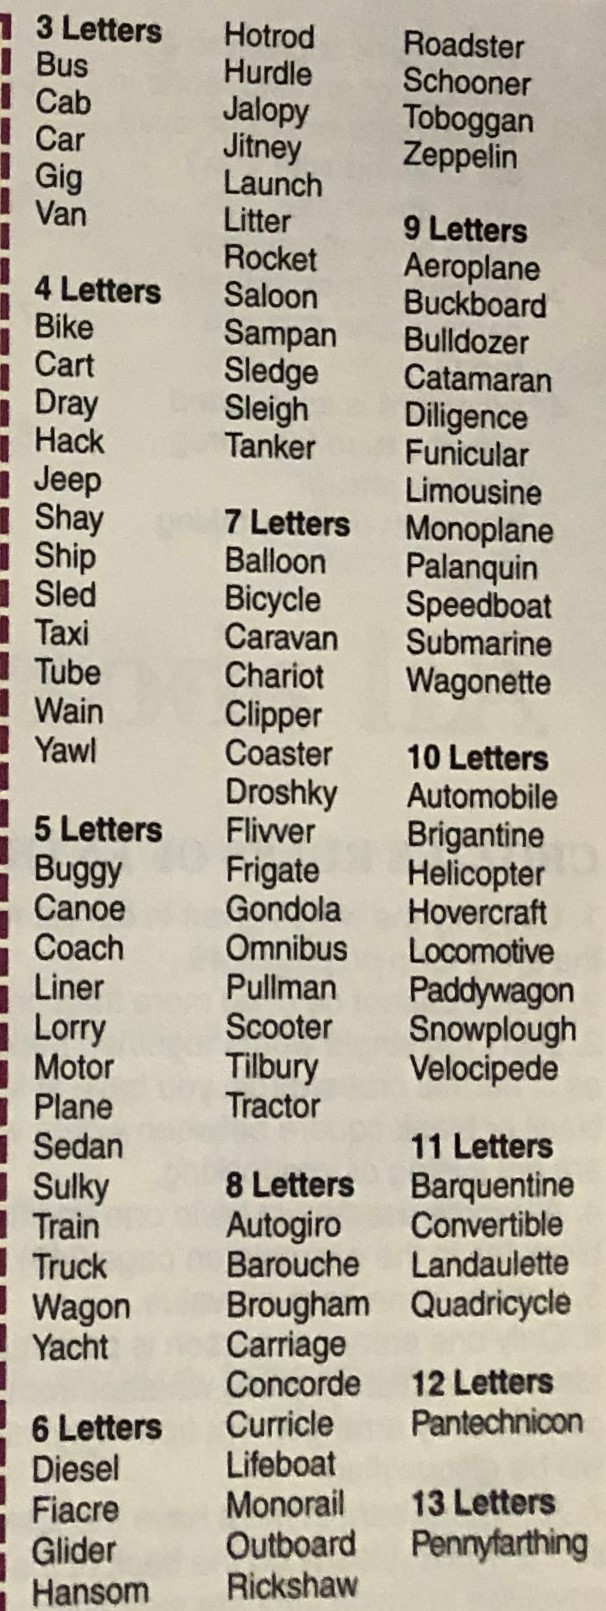 3 Letters
Bus
Cab
Car
Gig
Van
4 Letters
Bike
Cart
Dray
Hack
Jeep
Shay
Ship
Sled
Taxi
Tube
Wain
Yawl
5 Letters
Buggy
Canoe
Coach
Liner
Lorry
Motor
Plane
Sedan
Sulky
Train
Truck
Wagon
Yacht
6 Letters
Diesel
Fiacre
Glider
Hansom
Hotrod
Hurdle
Jalopy
Jitney
Launch
Litter
Rocket
Saloon
Sampan
Sledge
Sleigh
Tanker
7 Letters
Balloon
Bicycle
Caravan
Chariot
Clipper
Coaster
Droshky
Flivver
Frigate
Gondola
Omnibus
Pullman
Scooter
Tilbury
Tractor
8 Letters
Autogiro
Barouche
Brougham
Carriage
Concorde
Curricle
Lifeboat
Monorail
Outboard
Rickshaw
Roadster
Schooner
Toboggan
Zeppelin
9 Letters
Aeroplane
Buckboard
Bulldozer
Catamaran
Diligence
Funicular
Limousine
Monoplane
Palanquin
Speedboat
Submarine
Wagonette
10 Letters
Automobile
Brigantine
Helicopter
Hovercraft
Locomotive
Paddywagon
Snowplough
Velocipede
11 Letters
Barquentine
Convertible
Landaulette
Quadricycle
12 Letters
Pantechnicon
13 Letters
Pennyfarthing